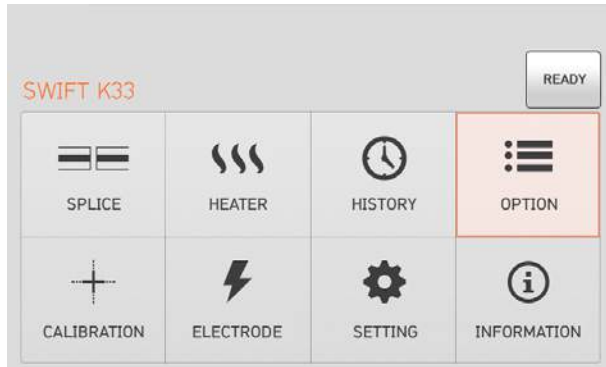 READY
SWIFT K33
SPLICE HEATER HISTORY OPTION
CALIBRATION ELECTRODE SETTING INFORMATION